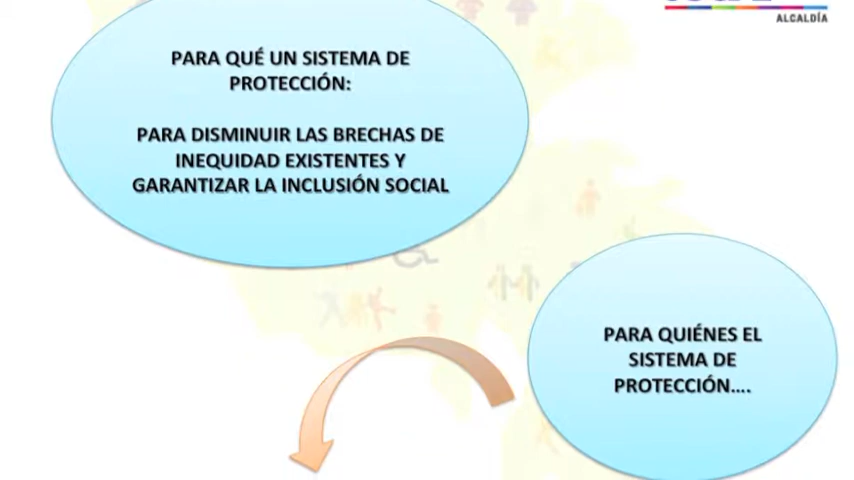 ALCALDÍA
PARA QUÉ UN SISTEMA DE
PROTECCIÓN:
PARA DISMINUIR LAS BRECHAS DE
INEQUIDAD EXISTENTES Y
GARANTIZAR LA INCLUSIÓN SOCIAL
PARA QUIÉNES EL
SISTEMA DE
PROTECCIÓN....